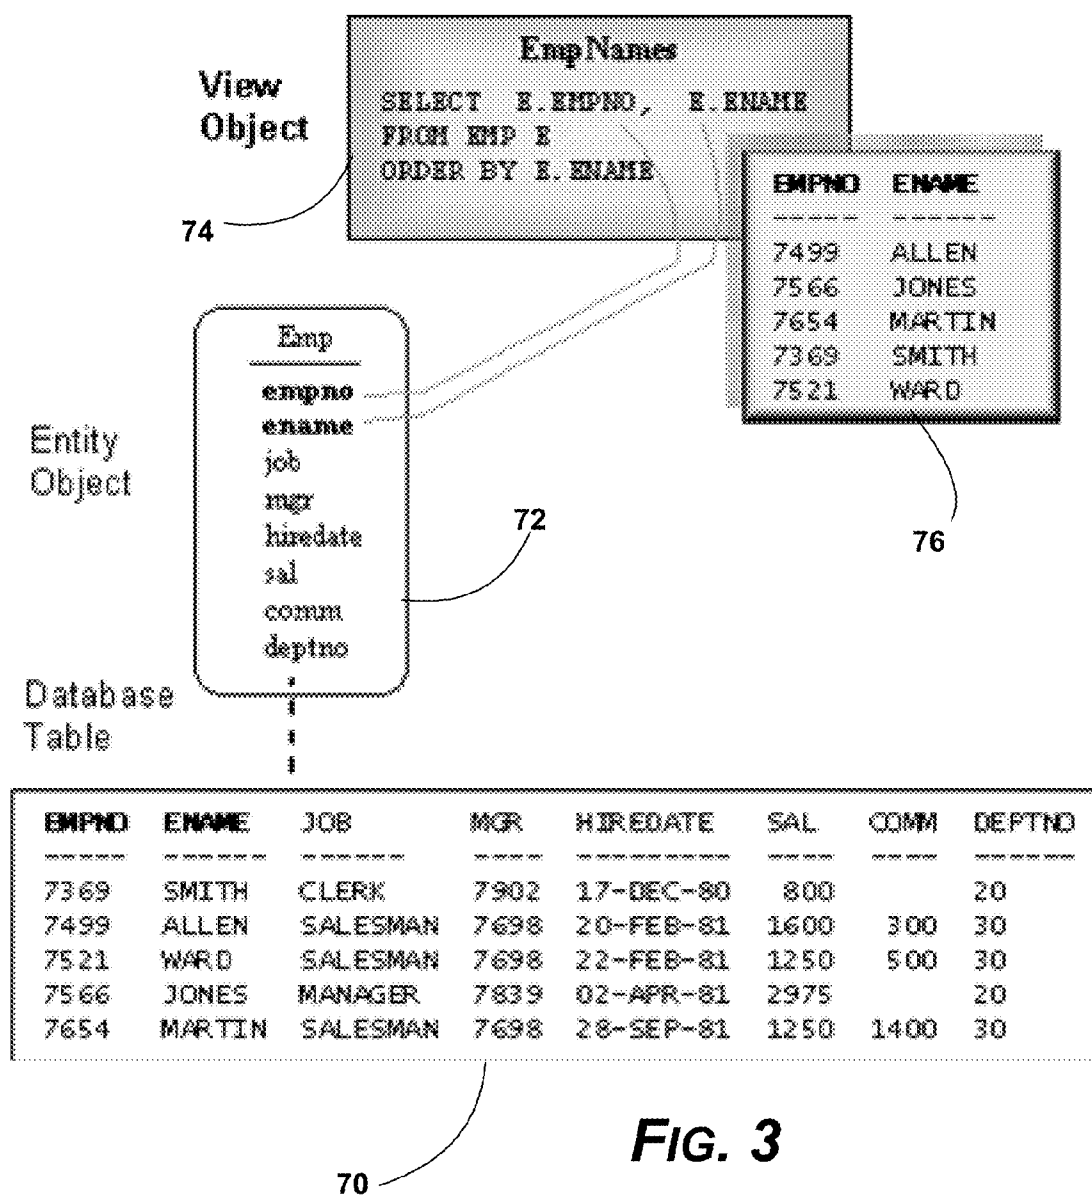 EmpNames
View
Object
SELECT E.EMPNO, E.ENAME
FROM EMP E
ORDER BY E.ENAME
74
EMPNO ENAME
----- ------
7499 ALLEN
7566 JONES
7654 MARTIN
7369 SMITH
7521 WARD
76
Entity
Object
Emp
empno
ename
job
mgr
hiredate
sal
comm
deptno
72
Database
Table
EMPNO ENAME JOB MGR HIREDATE SAL COMM DEPTNO
----- ------ ------ ---- --------- ---- ---- ------
7369 SMITH CLERK 7902 17-DEC-80 800 20
7499 ALLEN SALESMAN 7698 20-FEB-81 1600 300 30
7521 WARD SALESMAN 7698 22-FEB-81 1250 500 30
7566 JONES MANAGER 7839 02-APR-81 2975 20
7654 MARTIN SALESMAN 7698 28-SEP-81 1250 1400 30
70
FIG. 3